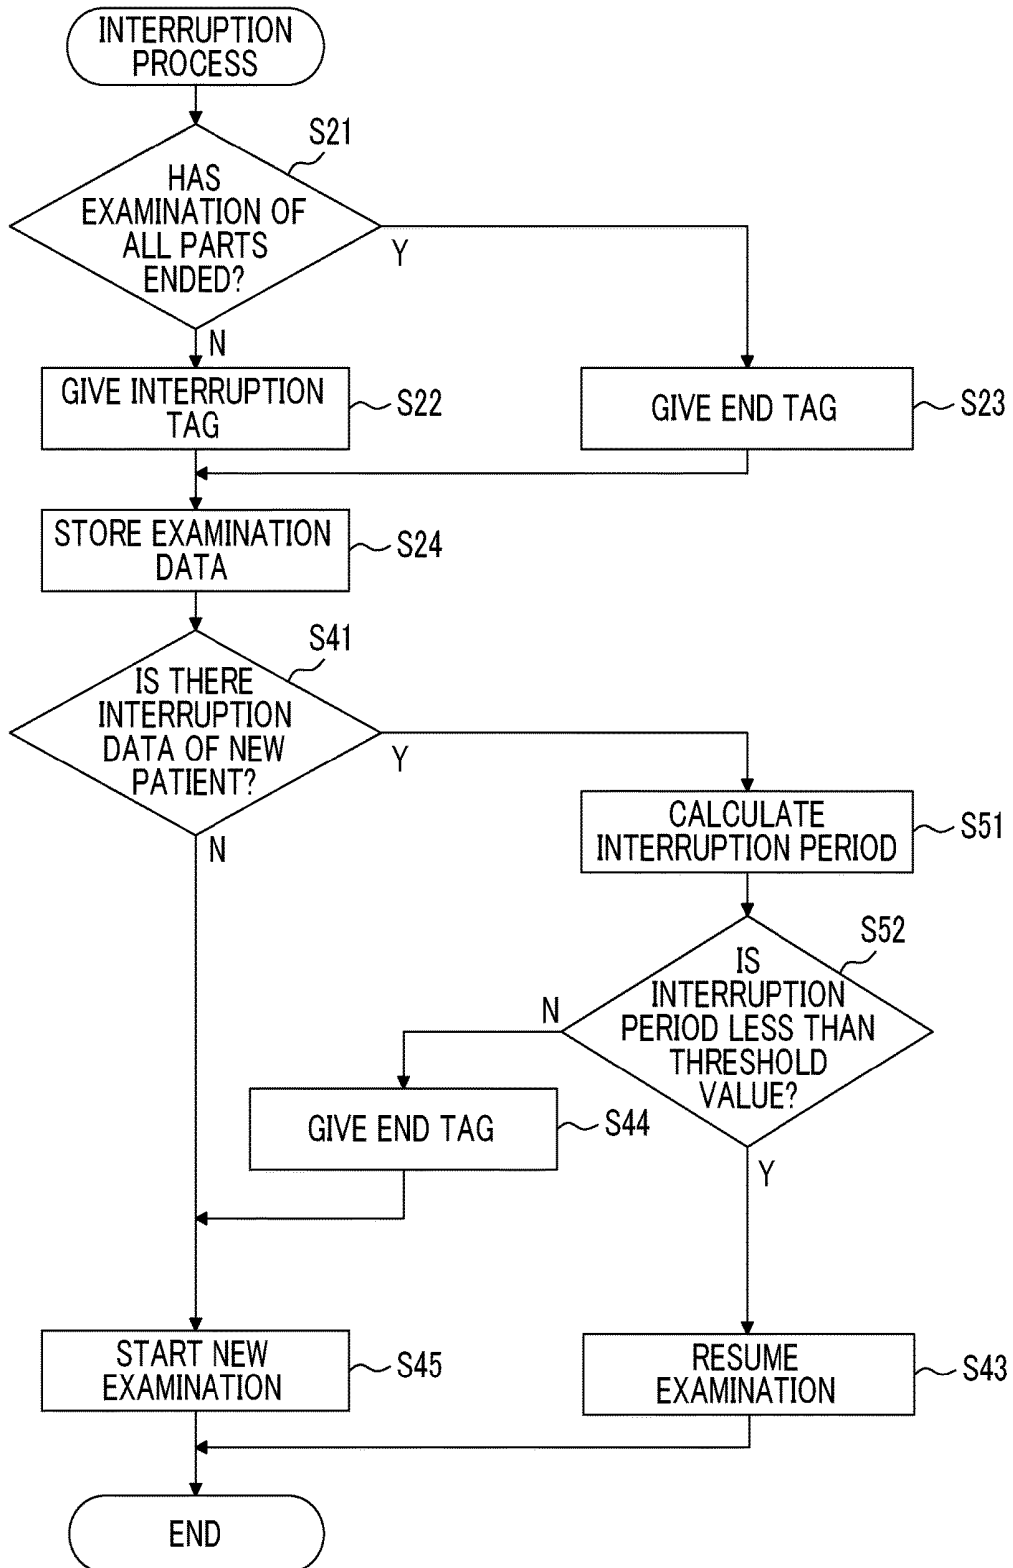 INTERRUPTION
PROCESS
S21
HAS
EXAMINATION OF
ALL PARTS
ENDED?
Y
N
GIVE INTERRUPTION
TAG
S22
GIVE END TAG
S23
STORE EXAMINATION
DATA
S24
S41
IS THERE
INTERRUPTION
DATA OF NEW
PATIENT?
Y
N
CALCULATE
INTERRUPTION PERIOD
S51
S52
IS
INTERRUPTION
PERIOD LESS THAN
THRESHOLD
VALUE?
N
Y
GIVE END TAG
S44
START NEW
EXAMINATION
S45
RESUME
EXAMINATION
S43
END